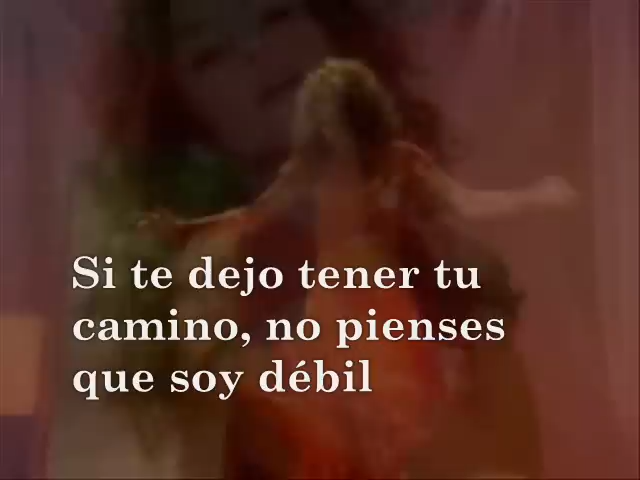 Si te dejo tener tu
camino, no pienses
que soy débil